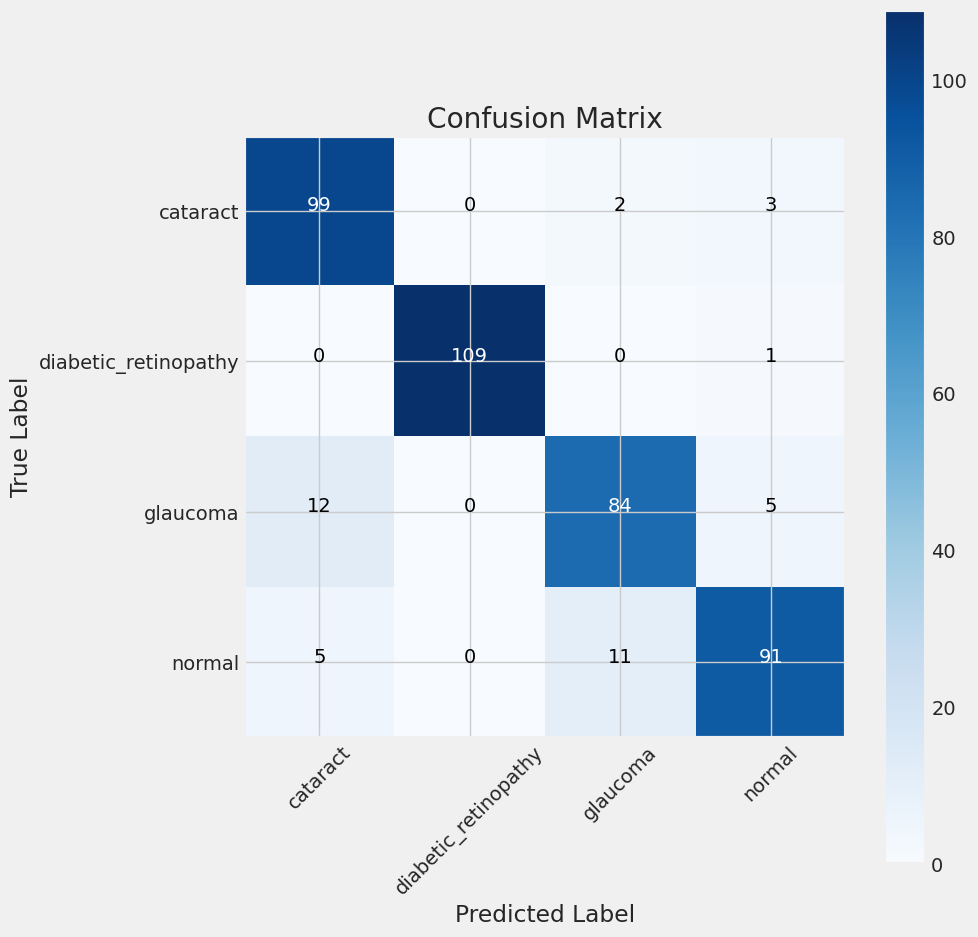 Confusion Matrix
100
80
60
40
20
0
True Label
cataract 99 0 2 3
diabetic_retinopathy 0 109 0 1
glaucoma 12 0 84 5
normal 5 0 11 91
cataract diabetic_retinopathy glaucoma normal
Predicted Label